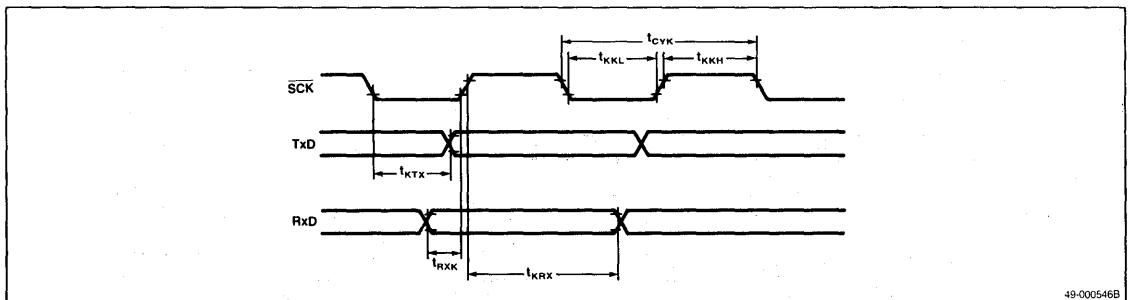 tCYK
tKKL
tKKH
SCK
TxD
tKTX
RxD
tRXK
tKRX
49-000546B